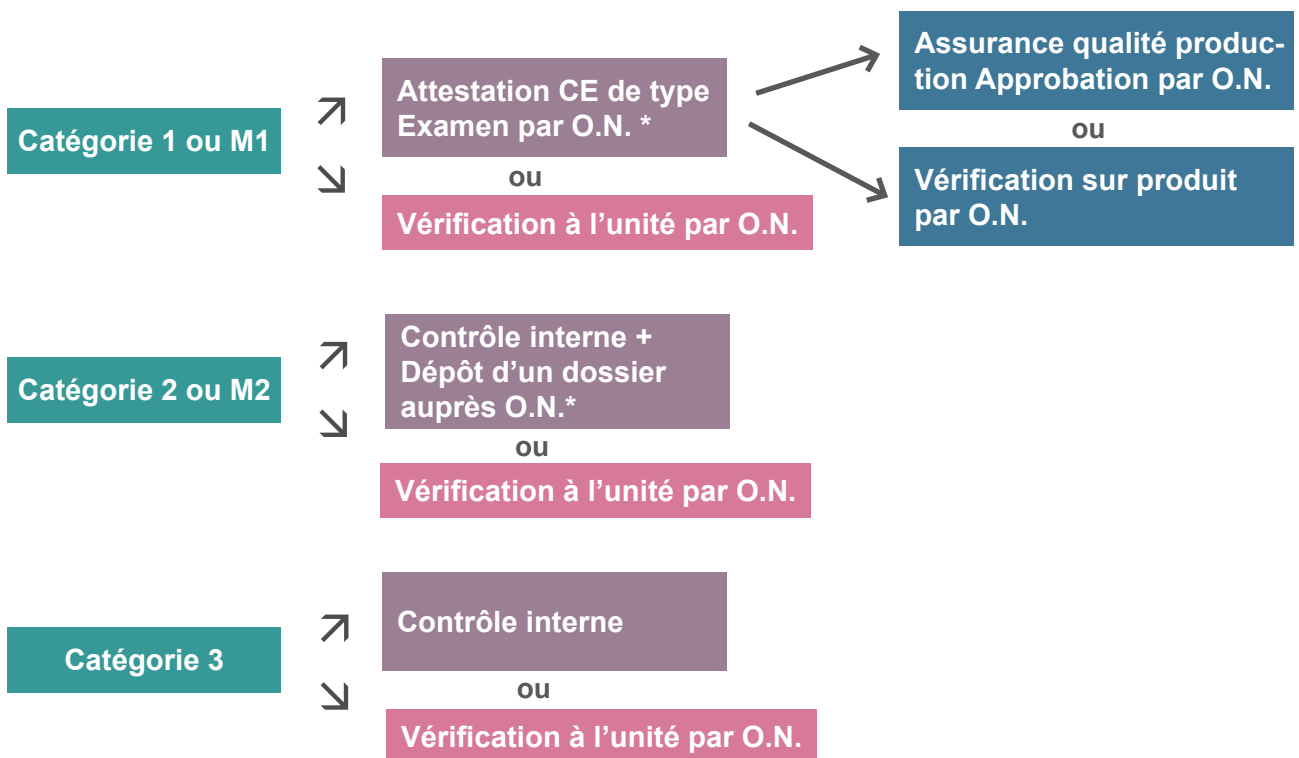 Catégorie 1 ou M1
Attestation CE de type
Examen par O.N. *
ou
Vérification à l’unité par O.N.
Assurance qualité produc-
tion Approbation par O.N.
ou
Vérification sur produit
par O.N.
Catégorie 2 ou M2
Contrôle interne +
Dépôt d’un dossier
auprès O.N.*
ou
Vérification à l’unité par O.N.
Catégorie 3
Contrôle interne
ou
Vérification à l’unité par O.N.